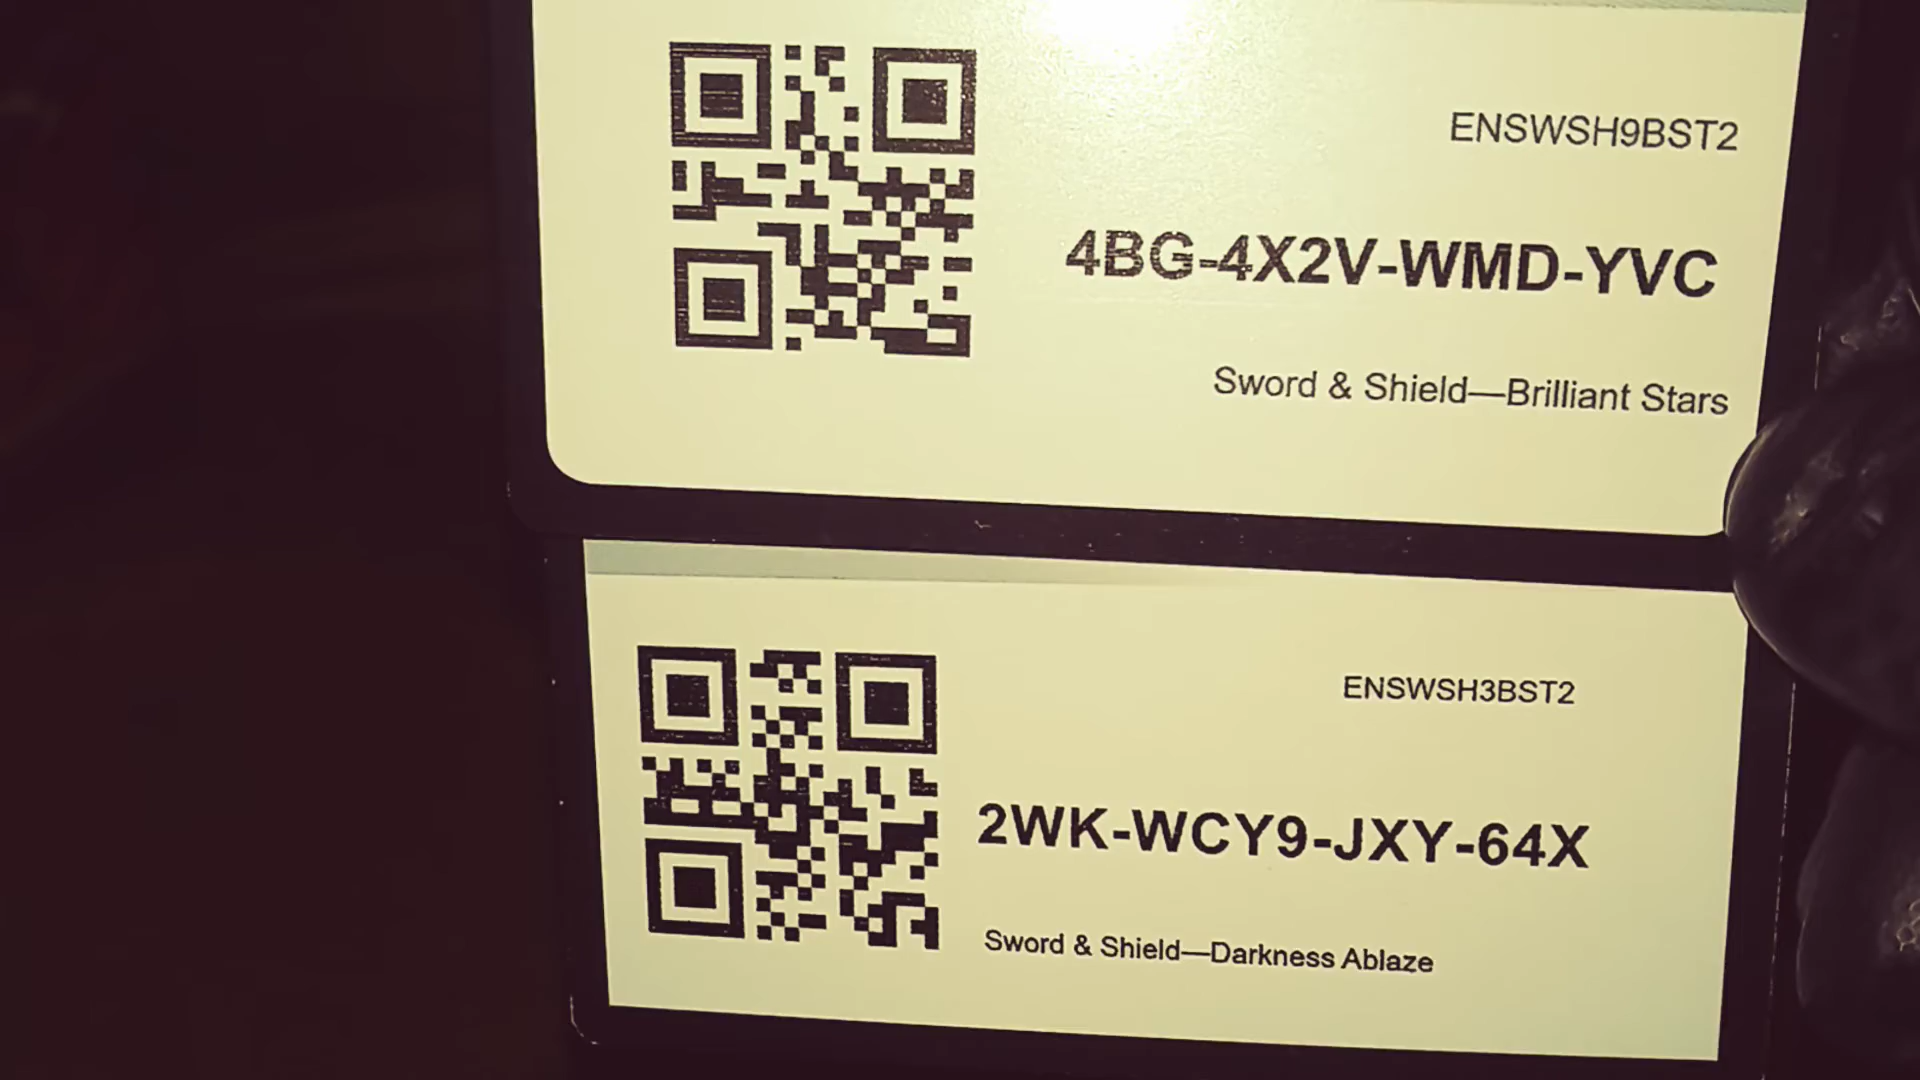 ENSWSH9BST2
4BG-4X2V-WMD-YVC
Sword & Shield—Brilliant Stars
ENSWSH3BST2
2WK-WCY9-JXY-64X
Sword & Shield—Darkness Ablaze